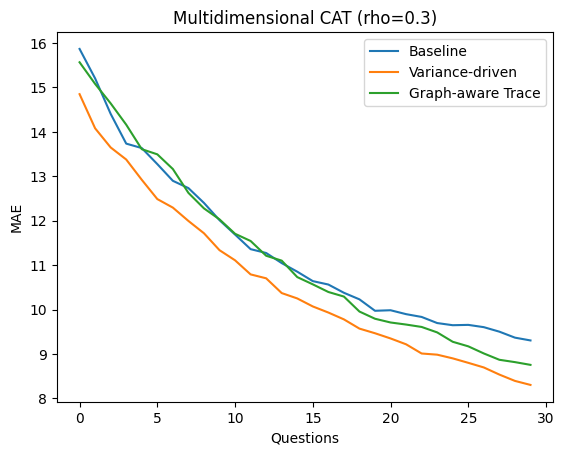 Multidimensional CAT (rho=0.3)
Baseline
Variance-driven
Graph-aware Trace
MAE
16
15
14
13
12
11
10
9
8
0 5 10 15 20 25 30
Questions